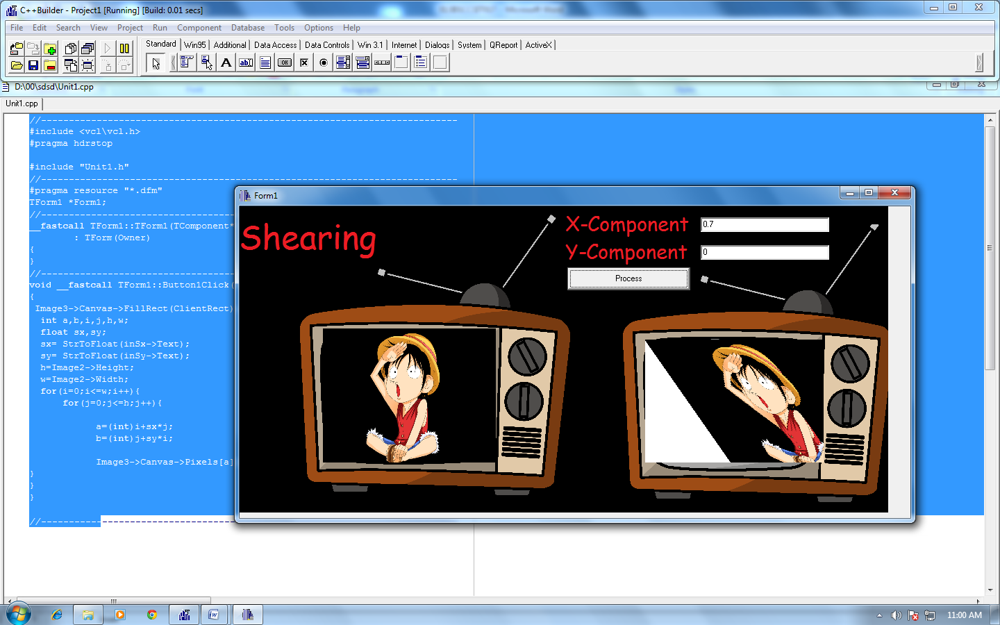 C++Builder - Project1 [Running] [Build: 0.01 secs]
File Edit Search View Project Run Component Database Tools Options Help
Standard Win95 Additional Data Access Data Controls Win 3.1 Internet Dialogs System QReport ActiveX
A ab OK
D:\00\sdsd\Unit1.cpp
Unit1.cpp
//---------------------------------------------------------------------------
#include <vcl\vcl.h>
#pragma hdrstop
#include "Unit1.h"
//---------------------------------------------------------------------------
#pragma resource "*.dfm"
TForm1 *Form1;
//-------------------------------------
__fastcall TForm1::TForm1(TComponent*
: TForm(Owner)
{
}
//-------------------------------------
void __fastcall TForm1::Button1Click(
{
Image3->Canvas->FillRect(ClientRect)
int a,b,i,j,h,w;
float sx,sy;
sx= StrToFloat(inSx->Text);
sy= StrToFloat(inSy->Text);
h=Image2->Height;
w=Image2->Width;
for(i=0;i<=w;i++){
for(j=0;j<=h;j++){
a=(int)i+sx*j;
b=(int)j+sy*i;
Image3->Canvas->Pixels[a]
}
}
}
//-------------------------------------
Form1
Shearing
X-Component 0.7
Y-Component 0
Process
11:00 AM